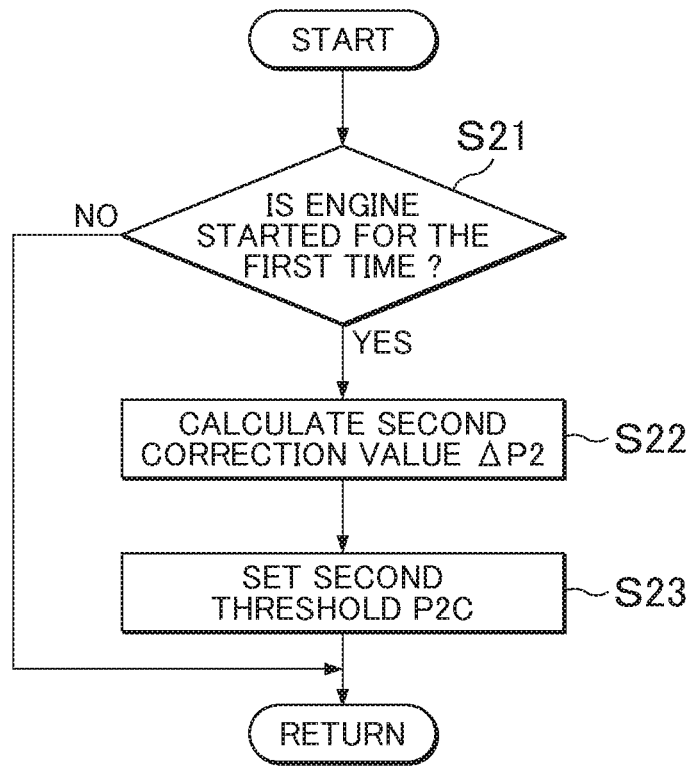 START
S21
IS ENGINE
STARTED FOR THE
FIRST TIME ?
NO
YES
CALCULATE SECOND
CORRECTION VALUE ΔP2
S22
SET SECOND
THRESHOLD P2C
S23
RETURN